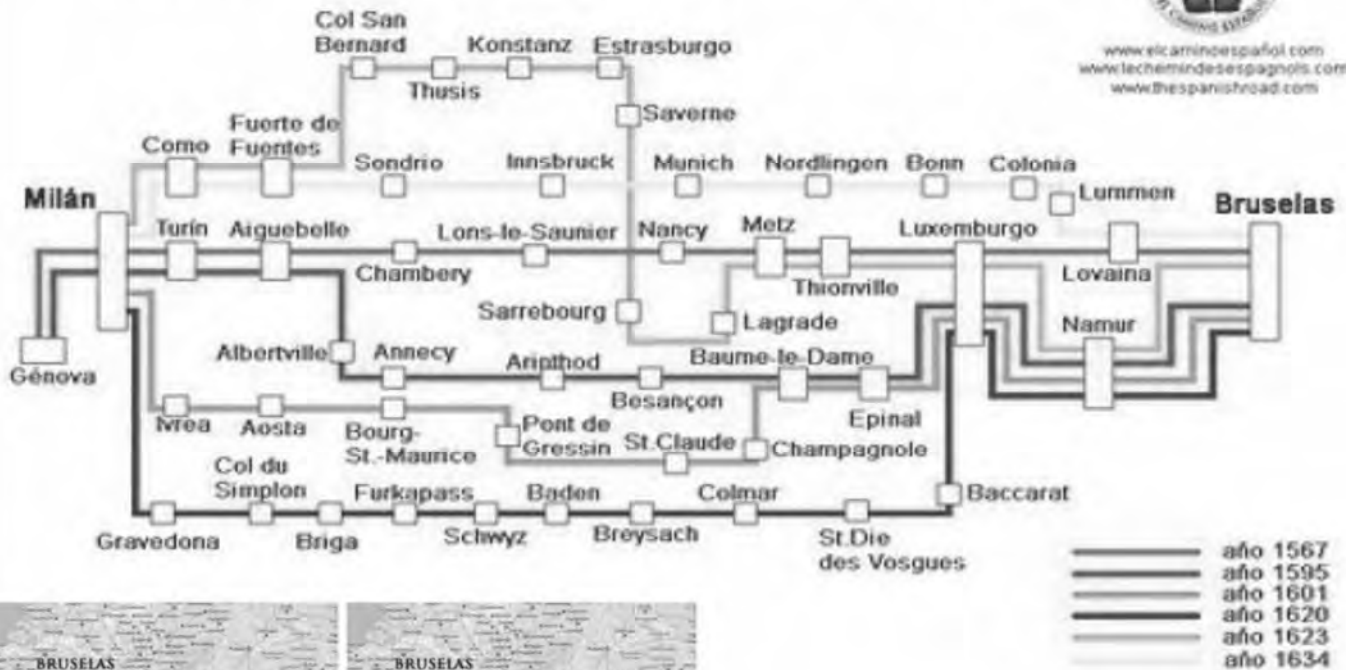 EL CAMINO ESPAÑOL
www.elcaminoespañol.com
www.lechemindesespagnols.com
www.thespanishroad.com
Col San
Bernard
Thusis
Konstanz
Estrasburgo
Saverne
Como
Fuerte de
Fuentes
Sondrio
Innsbruck
Munich
Nordlingen
Bonn
Colonia
Lummen
Milán
Bruselas
Turín
Aiguebelle
Chambery
Lons-le-Saunier
Nancy
Metz
Thionville
Luxemburgo
Lovaina
Sarrebourg
Lagrade
Namur
Génova
Albertville
Annecy
Arinthod
Besançon
Baume-le-Dame
Epinal
Ivrea
Aosta
Bourg-
St.-Maurice
Pont de
Gressin
St.Claude
Champagnole
Col du
Simplon
Gravedona
Briga
Furkapass
Schwyz
Baden
Breysach
Colmar
St.Die
des Vosgues
Baccarat
año 1567
año 1595
año 1601
año 1620
año 1623
año 1634
BRUSELAS
BRUSELAS